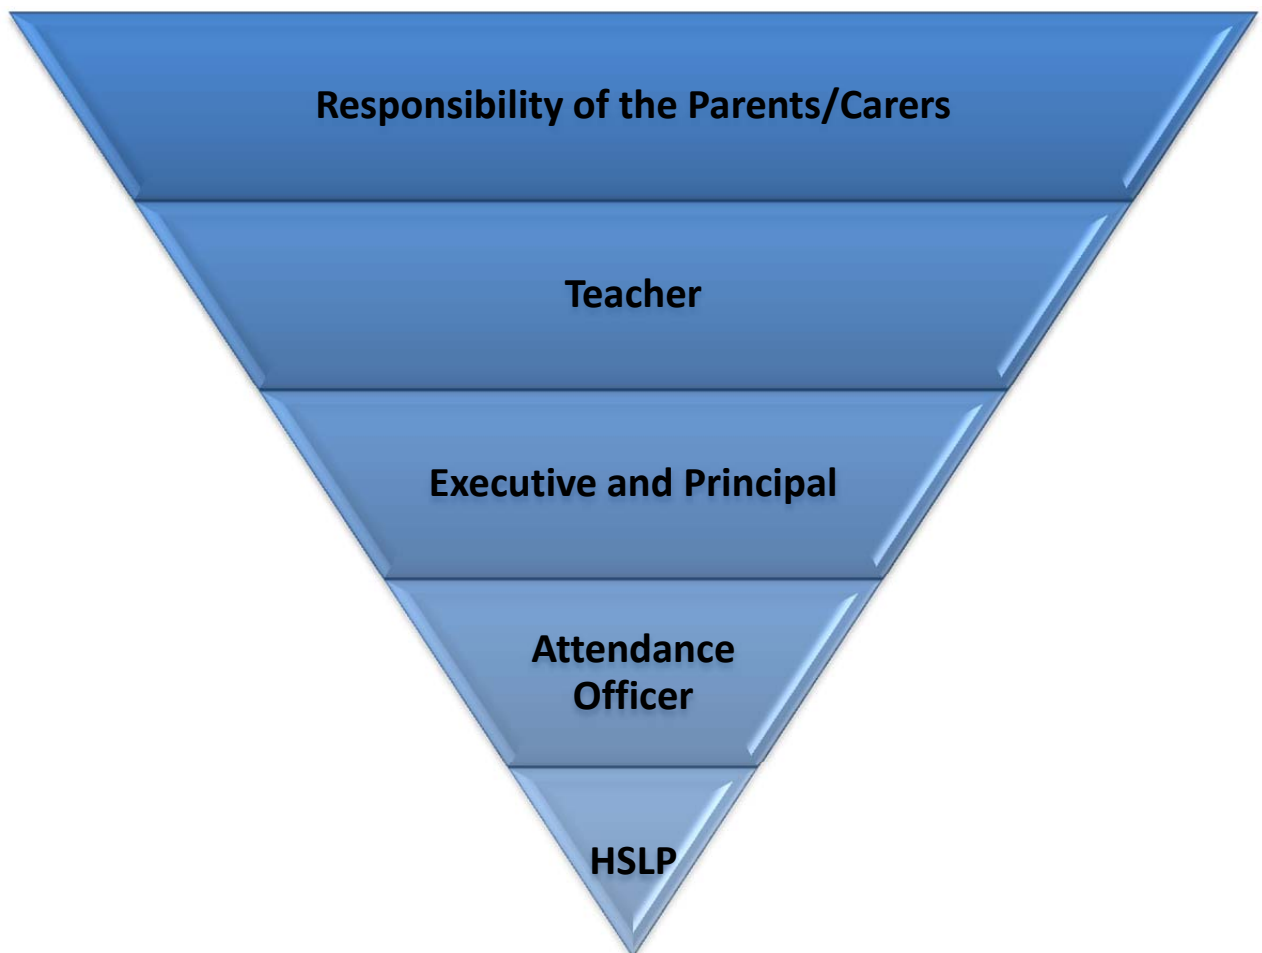 Responsibility of the Parents/Carers
Teacher
Executive and Principal
Attendance
Officer
HSLP